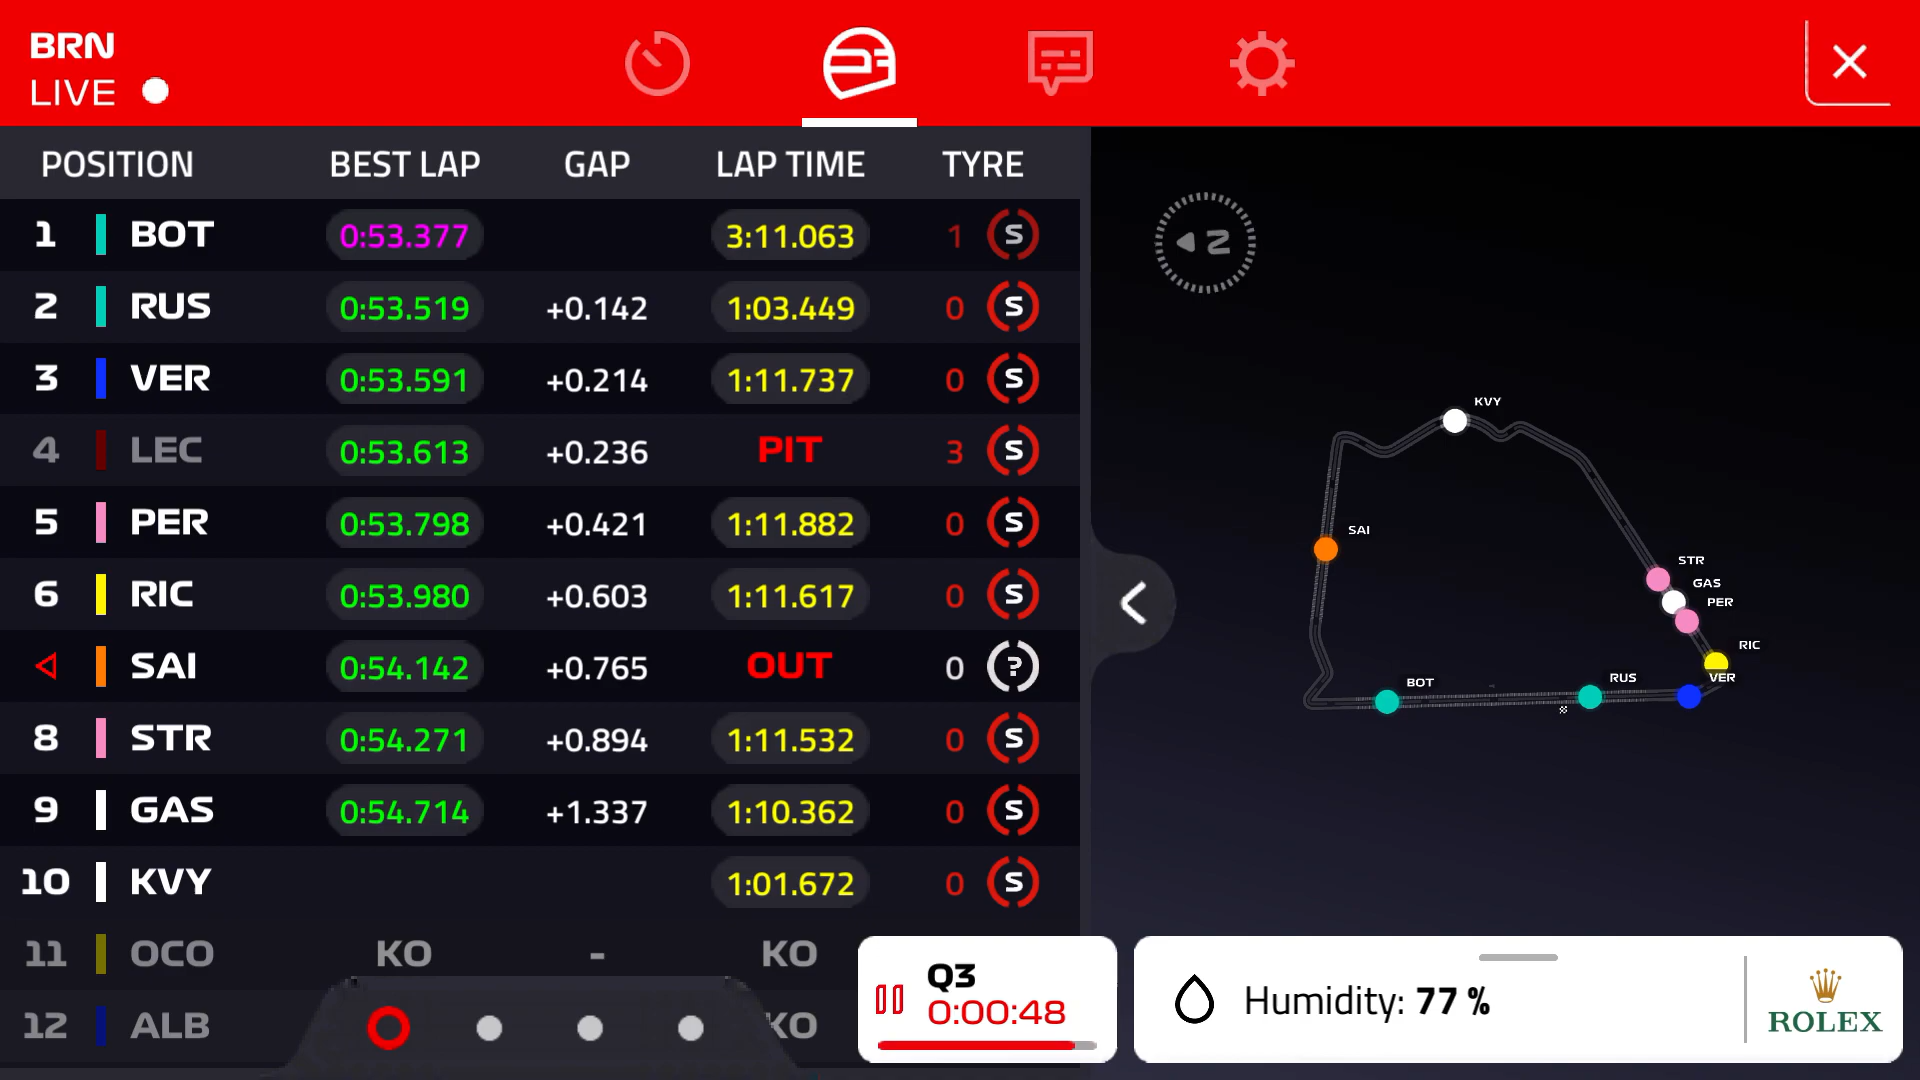 BRN
LIVE
POSITION BEST LAP GAP LAP TIME TYRE
1 BOT 0:53.377 3:11.063 1 S
2 RUS 0:53.519 +0.142 1:03.449 0 S
3 VER 0:53.591 +0.214 1:11.737 0 S
4 LEC 0:53.613 +0.236 PIT 3 S
5 PER 0:53.798 +0.421 1:11.882 0 S
6 RIC 0:53.980 +0.603 1:11.617 0 S
SAI 0:54.142 +0.765 OUT 0 ?
8 STR 0:54.271 +0.894 1:11.532 0 S
9 GAS 0:54.714 +1.337 1:10.362 0 S
10 KVY 1:01.672 0 S
11 OCO KO - KO
12 ALB KO
N
KVY
SAI
STR
GAS
PER
RIC
VER
RUS
BOT
Q3
0:00:48
Humidity: 77 %
ROLEX